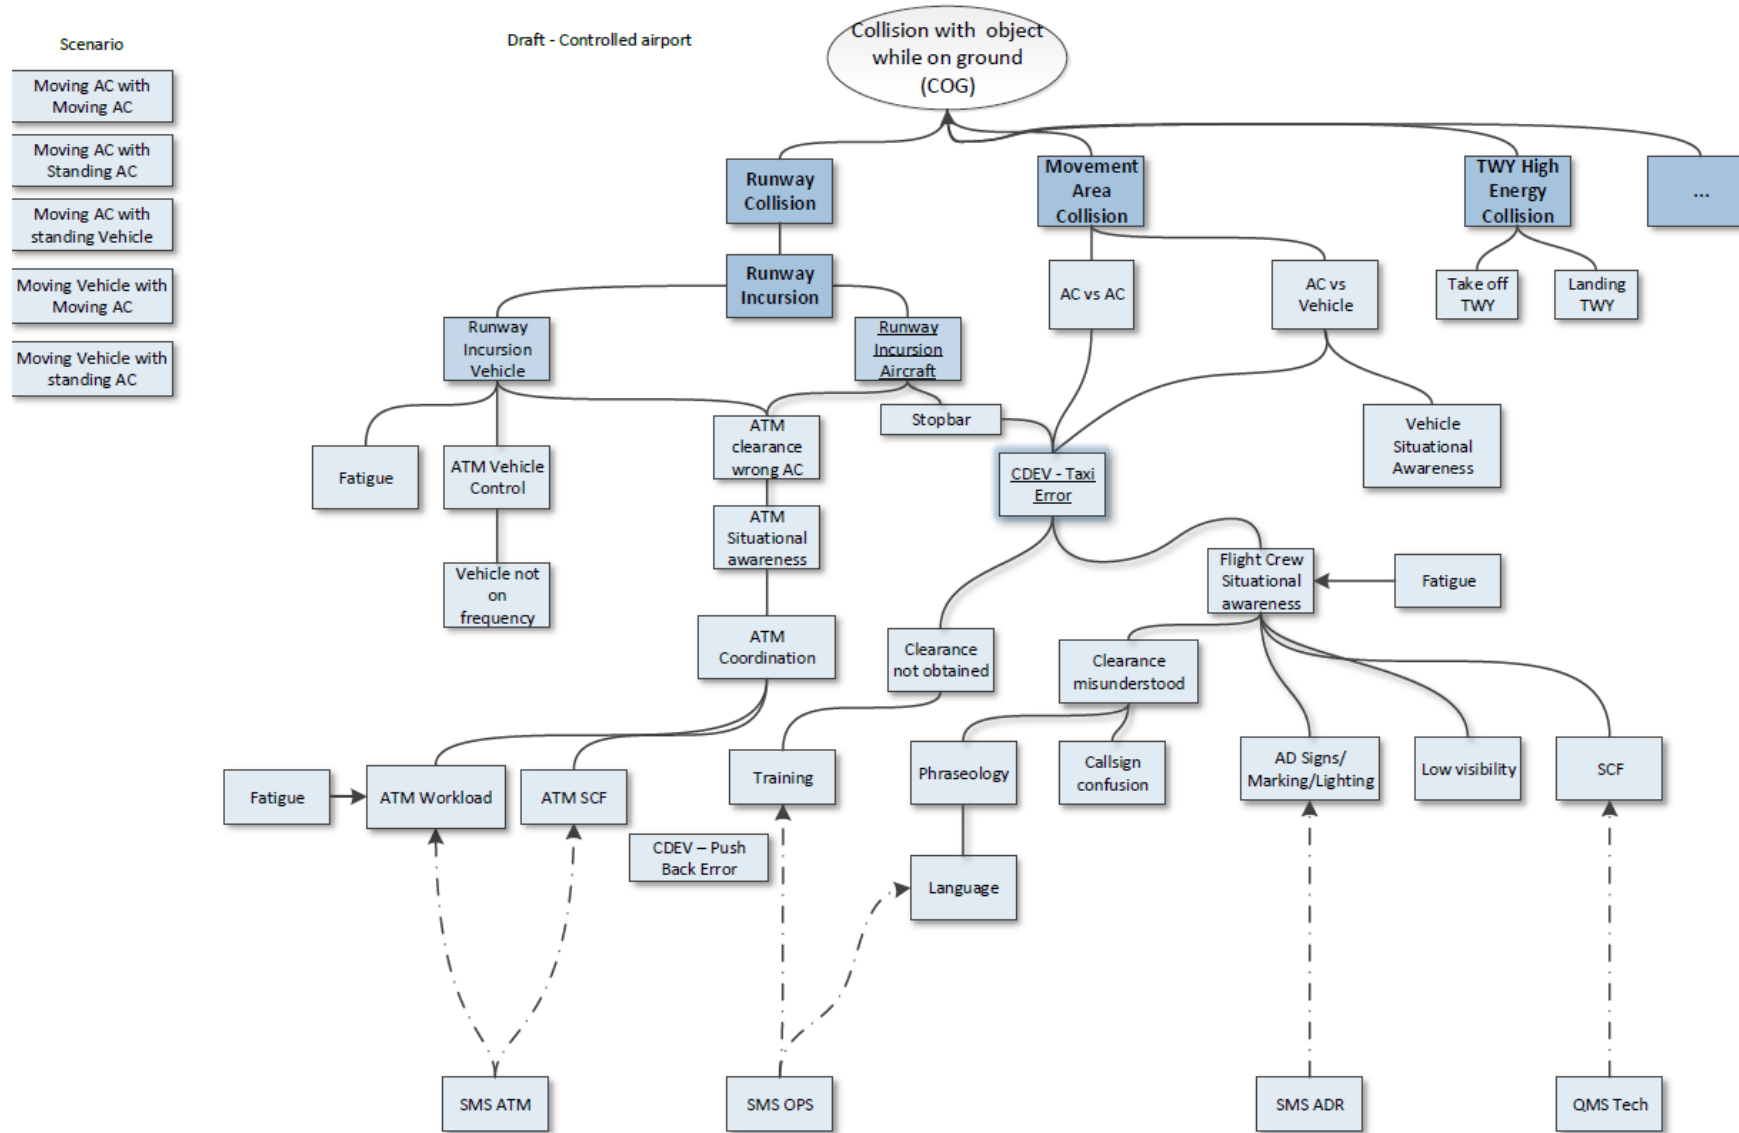 Scenario
Draft - Controlled airport
Collision with object
while on ground
(COG)
Moving AC with
Moving AC
Moving AC with
Standing AC
Moving AC with
standing Vehicle
Moving Vehicle with
Moving AC
Moving Vehicle with
standing AC
Runway
Collision
Movement
Area
Collision
TWY High
Energy
Collision
...
Runway
Incursion
AC vs AC
AC vs
Vehicle
Take off
TWY
Landing
TWY
Runway
Incursion
Vehicle
Runway
Incursion
Aircraft
Stopbar
Fatigue
ATM Vehicle
Control
ATM
clearance
wrong AC
CDEV - Taxi
Error
Vehicle
Situational
Awareness
Vehicle not
on
frequency
ATM
Situational
awareness
Flight Crew
Situational
awareness
Fatigue
ATM
Coordination
Clearance
not obtained
Clearance
misunderstood
Fatigue
ATM Workload
ATM SCF
Training
Phraseology
Callsign
confusion
AD Signs/
Marking/Lighting
Low visibility
SCF
CDEV – Push
Back Error
Language
SMS ATM
SMS OPS
SMS ADR
QMS Tech